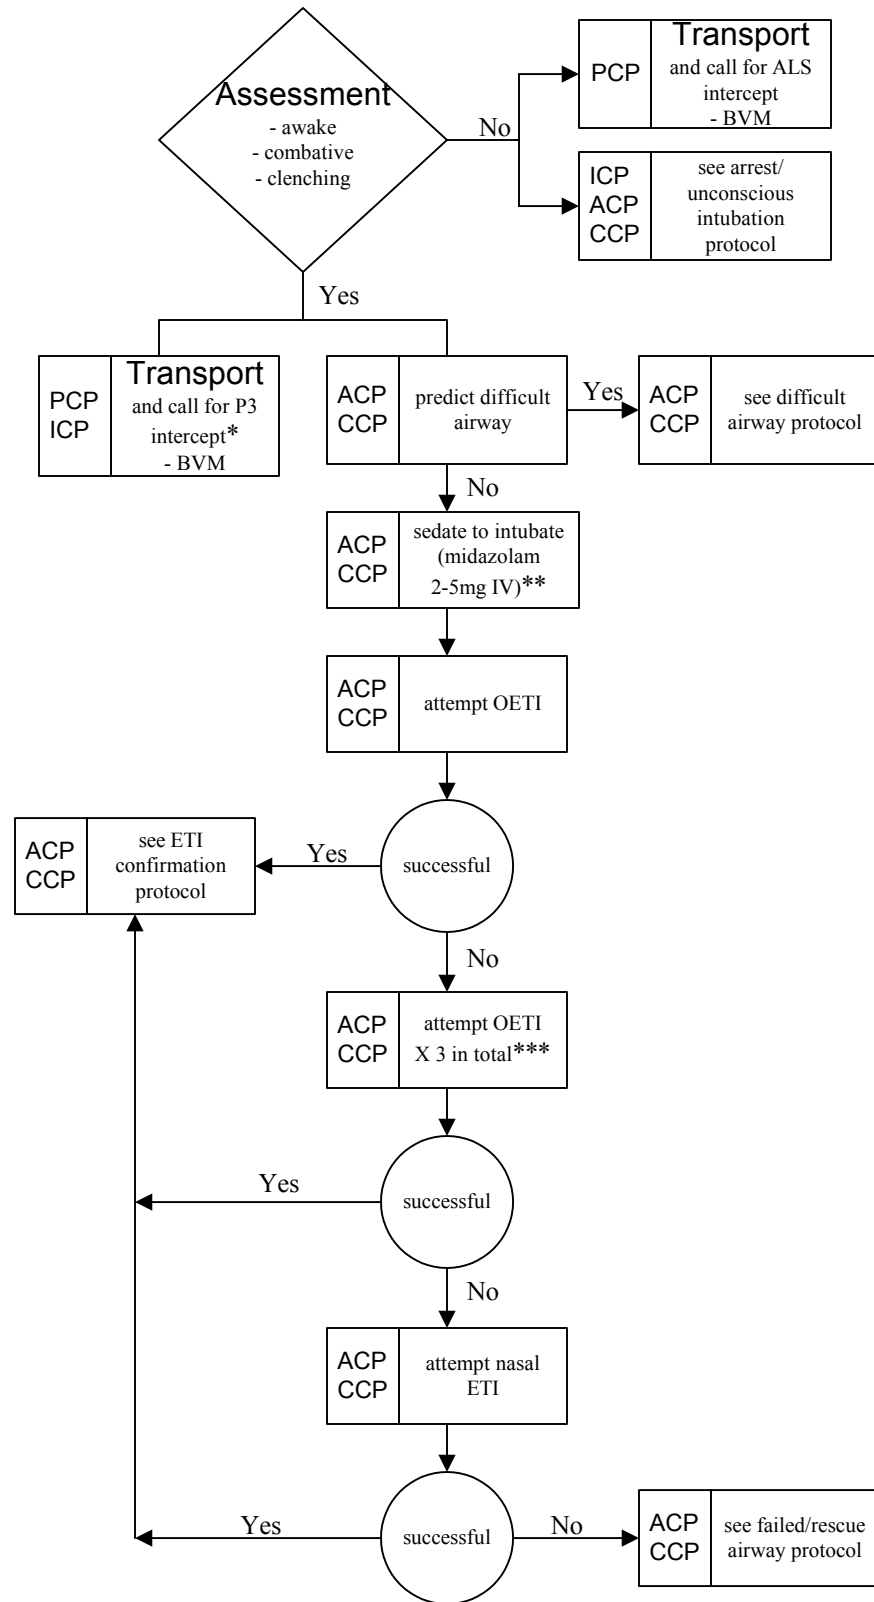 Assessment
- awake
- combative
- clenching
No
PCP
Transport
and call for ALS
intercept
- BVM
ICP
ACP
CCP
see arrest/
unconscious
intubation
protocol
Yes
PCP
ICP
Transport
and call for P3
intercept*
- BVM
ACP
CCP
predict difficult
airway
Yes
ACP
CCP
see difficult
airway protocol
No
ACP
CCP
sedate to intubate
(midazolam
2-5mg IV)**
ACP
CCP
attempt OETI
successful
Yes
ACP
CCP
see ETI
confirmation
protocol
No
ACP
CCP
attempt OETI
X 3 in total***
successful
Yes
No
ACP
CCP
attempt nasal
ETI
successful
Yes
No
ACP
CCP
see failed/rescue
airway protocol